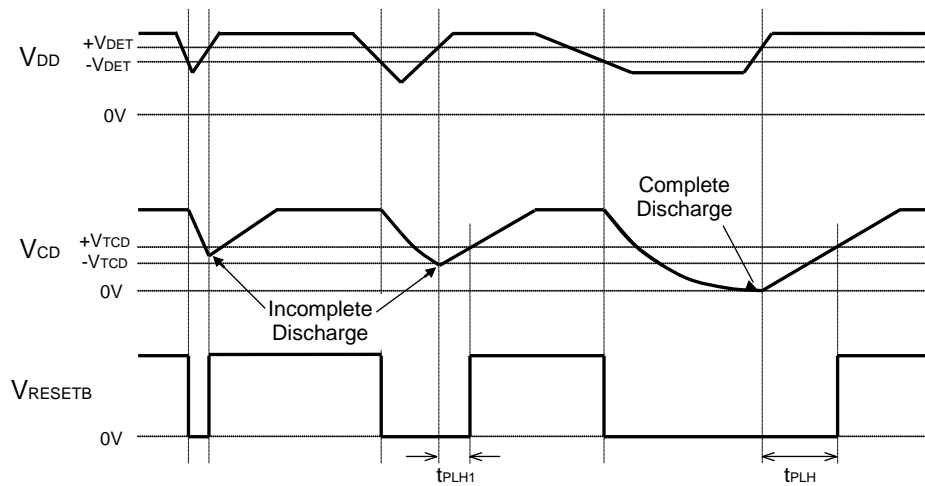 +VDET
VDD
-VDET
0V
Complete
Discharge
+VTCD
VCD
-VTCD
0V
Incomplete
Discharge
VRESETB
0V
tPLH1
tPLH